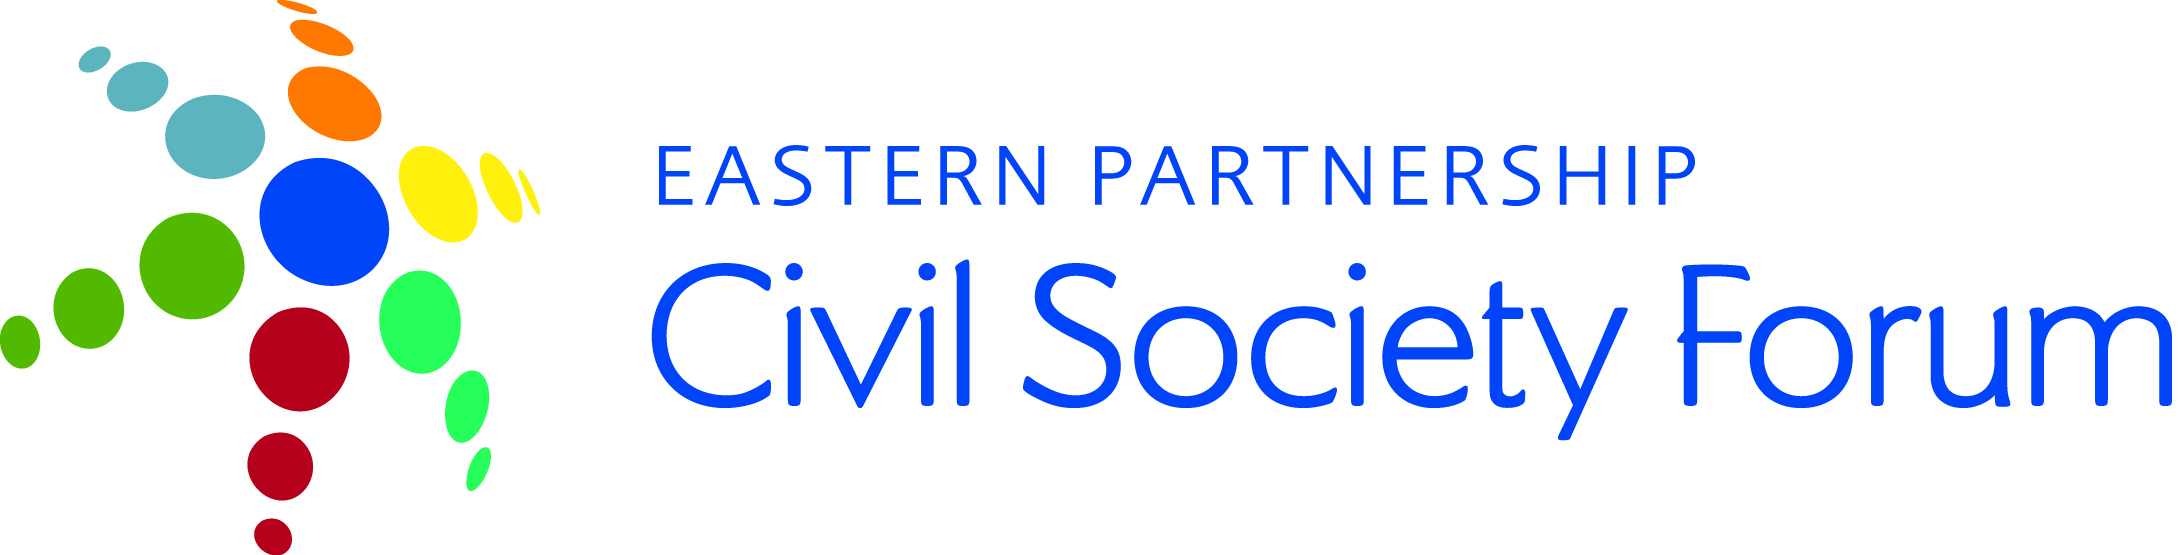 EASTERN PARTNERSHIP
Civil Society Forum